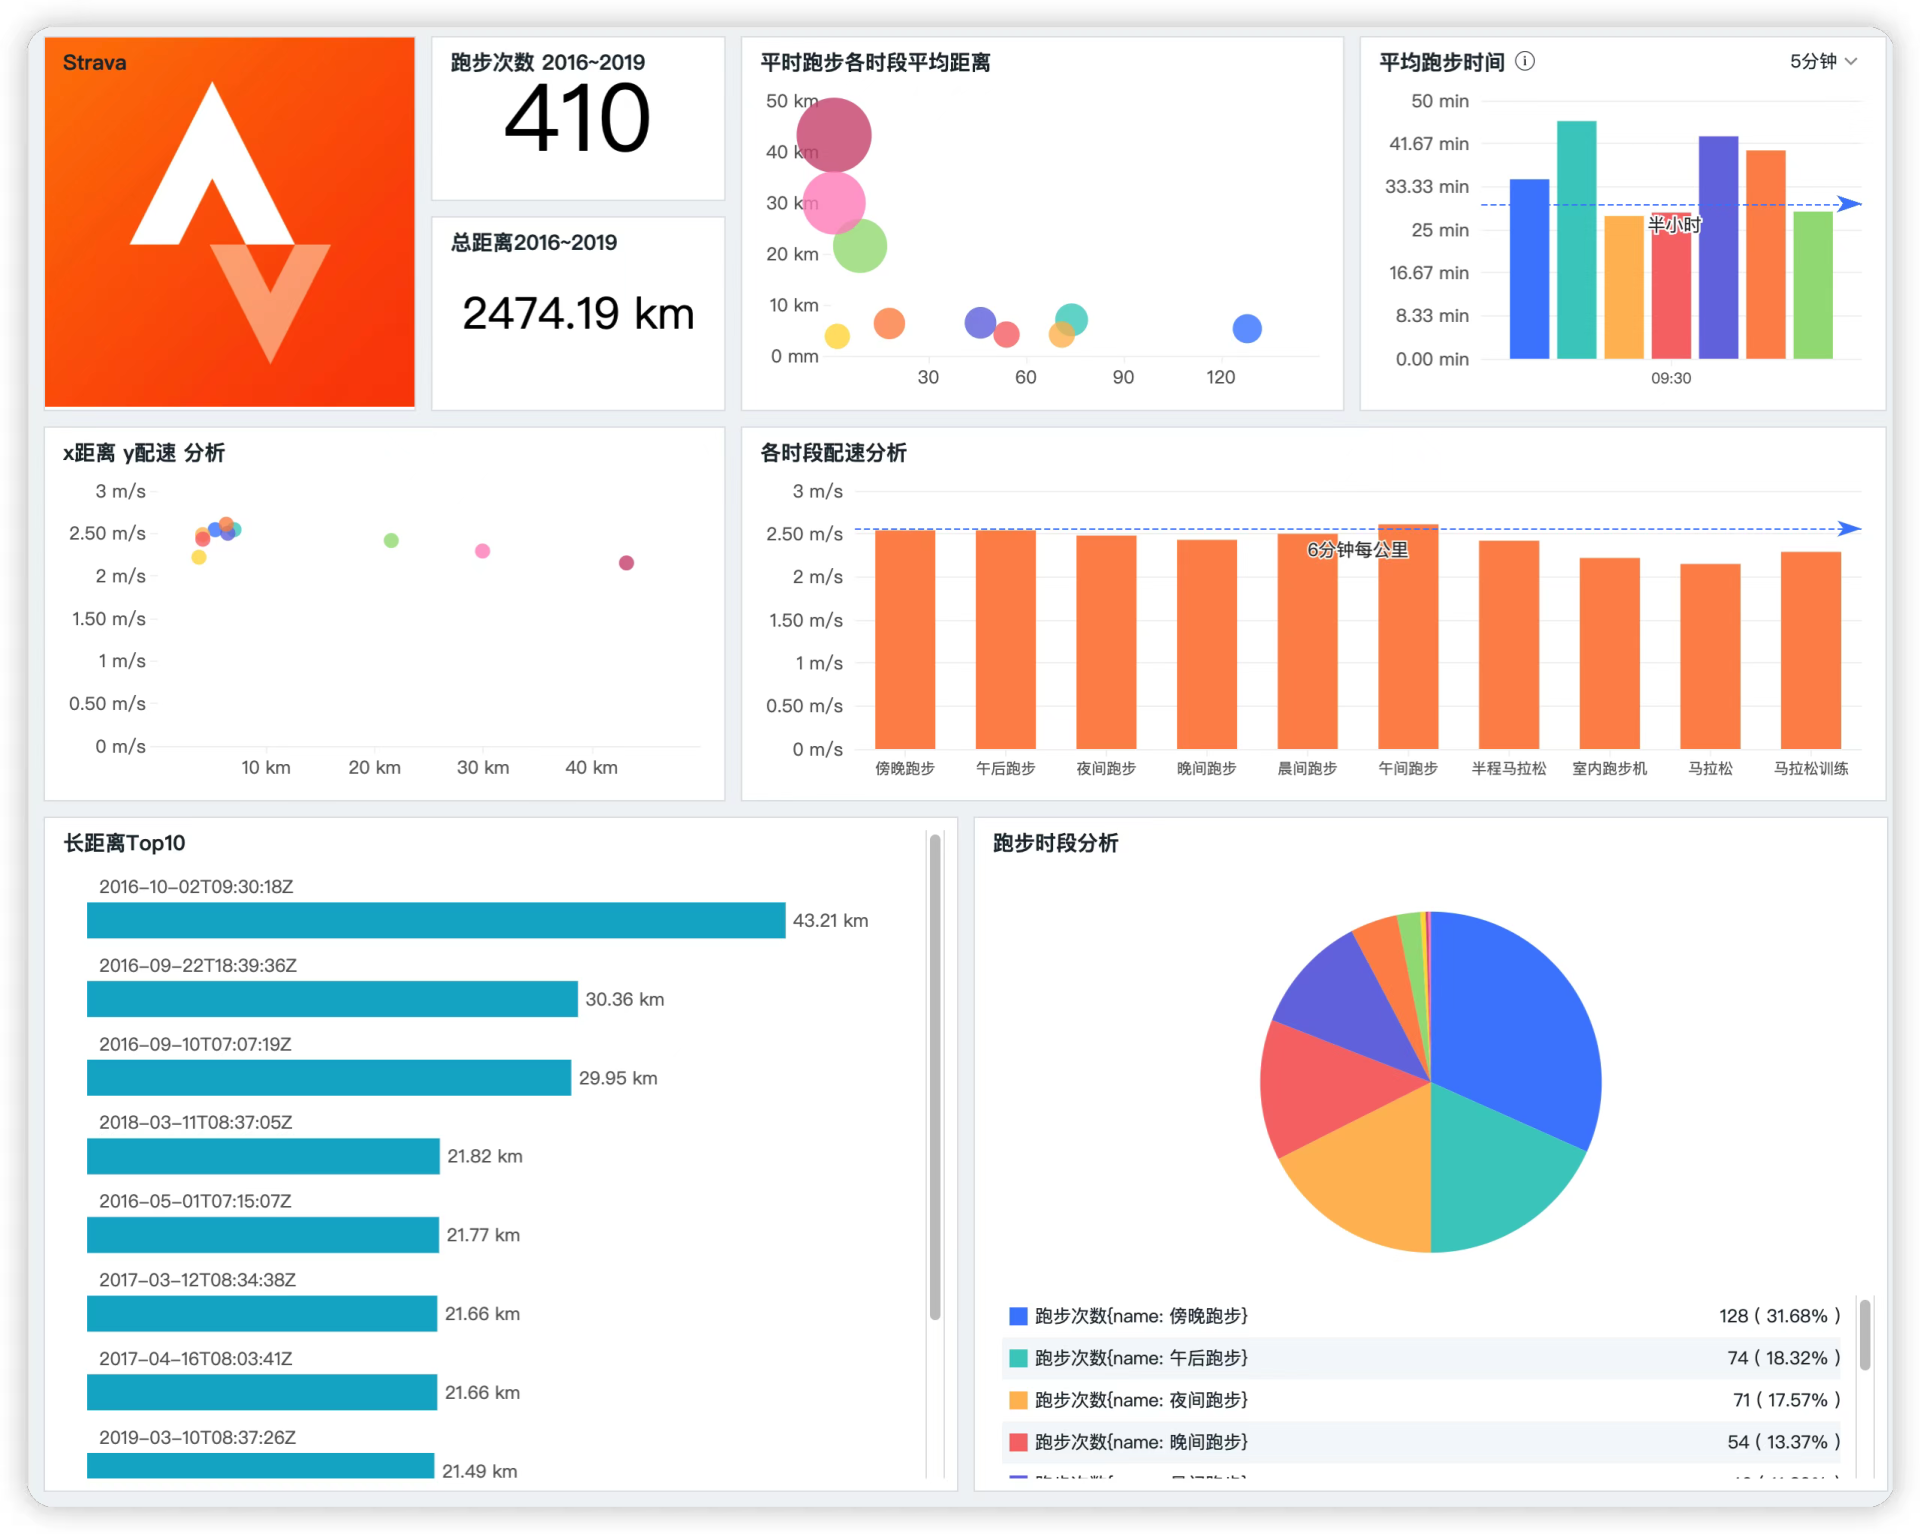 Strava
跑步次数 2016~2019
410
总距离2016~2019
2474.19 km
平时跑步各时段平均距离
50 km
40 km
30 km
20 km
10 km
0 mm
30 60 90 120
平均跑步时间
5分钟
50 min
41.67 min
33.33 min
25 min
16.67 min
8.33 min
0.00 min
半小时
09:30
x距离 y配速 分析
3 m/s
2.50 m/s
2 m/s
1.50 m/s
1 m/s
0.50 m/s
0 m/s
10 km 20 km 30 km 40 km
各时段配速分析
3 m/s
2.50 m/s
2 m/s
1.50 m/s
1 m/s
0.50 m/s
0 m/s
6分钟每公里
傍晚跑步 午后跑步 夜间跑步 晚间跑步 晨间跑步 午间跑步 半程马拉松 室内跑步机 马拉松 马拉松训练
长距离Top10
2016-10-02T09:30:18Z
43.21 km
2016-09-22T18:39:36Z
30.36 km
2016-09-10T07:07:19Z
29.95 km
2018-03-11T08:37:05Z
21.82 km
2016-05-01T07:15:07Z
21.77 km
2017-03-12T08:34:38Z
21.66 km
2017-04-16T08:03:41Z
21.66 km
2019-03-10T08:37:26Z
21.49 km
跑步时段分析
跑步次数{name: 傍晚跑步} 128 ( 31.68% )
跑步次数{name: 午后跑步} 74 ( 18.32% )
跑步次数{name: 夜间跑步} 71 ( 17.57% )
跑步次数{name: 晚间跑步} 54 ( 13.37% )